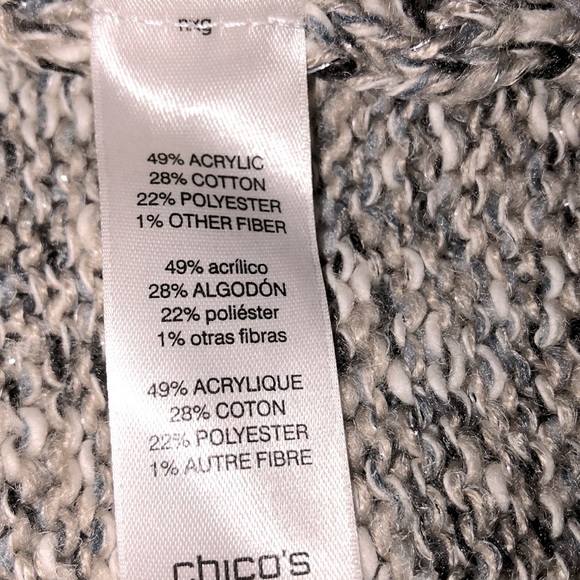 49% ACRYLIC
28% COTTON
22% POLYESTER
1% OTHER FIBER
49% acrílico
28% ALGODÓN
22% poliéster
1% otras fibras
49% ACRYLIQUE
28% COTON
22% POLYESTER
1% AUTRE FIBRE
chico's